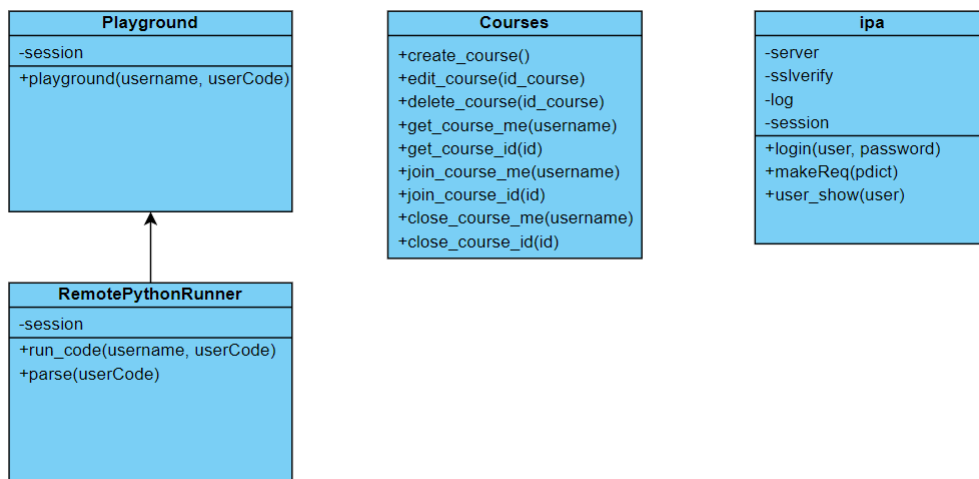 Playground
-session
+playground(username, userCode)
RemotePythonRunner
-session
+run_code(username, userCode)
+parse(userCode)
Courses
+create_course()
+edit_course(id_course)
+delete_course(id_course)
+get_course_me(username)
+get_course_id(id)
+join_course_me(username)
+join_course_id(id)
+close_course_me(username)
+close_course_id(id)
ipa
-server
-sslverify
-log
-session
+login(user, password)
+makeReq(pdict)
+user_show(user)